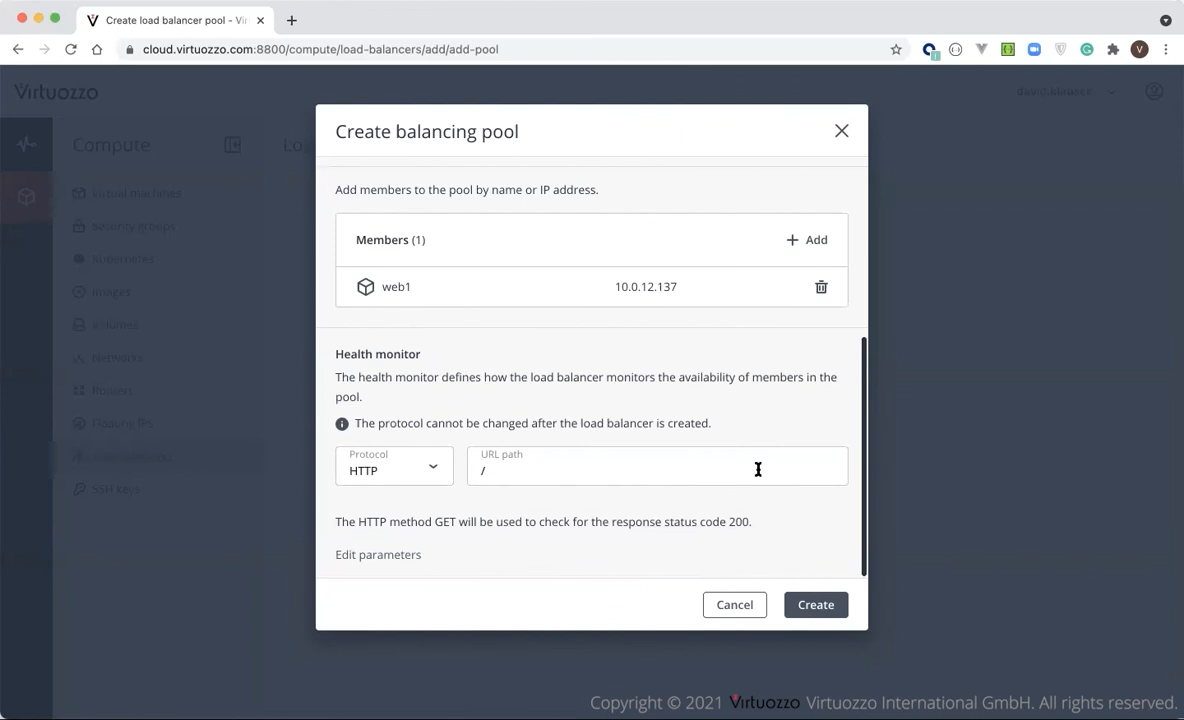 Create load balancer pool - Vir
cloud.virtuozzo.com:8800/compute/load-balancers/add/add-pool
V
Virtuozzo
david.klausek
Compute
Lo
Virtual machines
Security groups
Kubernetes
Images
Volumes
Networks
Routers
Floating IPs
SSH keys
Create balancing pool
Add members to the pool by name or IP address.
Members (1)
Add
web1 10.0.12.137
Health monitor
The health monitor defines how the load balancer monitors the availability of members in the
pool.
The protocol cannot be changed after the load balancer is created.
Protocol
HTTP
URL path
/
The HTTP method GET will be used to check for the response status code 200.
Edit parameters
Cancel
Create
Copyright © 2021 Virtuozzo Virtuozzo International GmbH. All rights reserved.